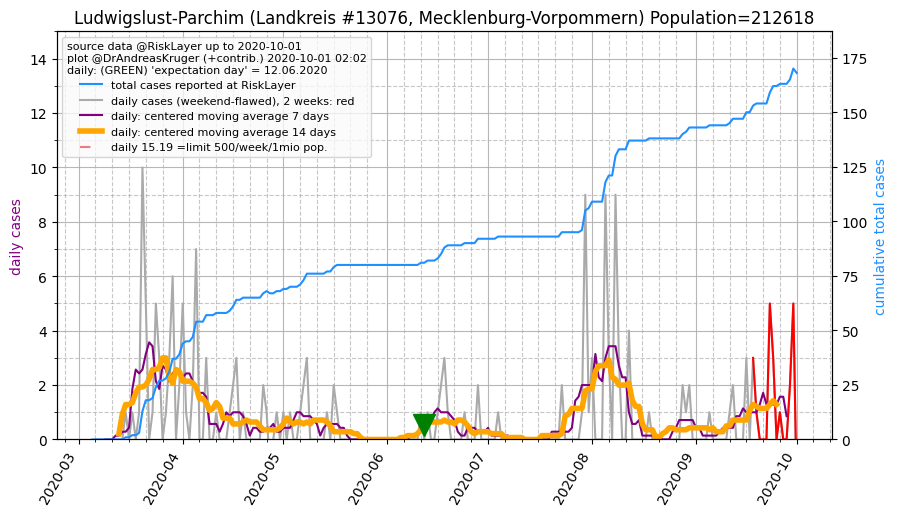 Ludwigslust-Parchim (Landkreis #13076, Mecklenburg-Vorpommern) Population=212618
source data @RiskLayer up to 2020-10-01
plot @DrAndreasKruger (+contrib.) 2020-10-01 02:02
daily: (GREEN) 'expectation day' = 12.06.2020
total cases reported at RiskLayer
daily cases (weekend-flawed), 2 weeks: red
daily: centered moving average 7 days
daily: centered moving average 14 days
daily 15.19 =limit 500/week/1mio pop.
daily cases
14
12
10
8
6
4
2
0
cumulative total cases
175
150
125
100
75
50
25
0
2020-03
2020-04
2020-05
2020-06
2020-07
2020-08
2020-09
2020-10